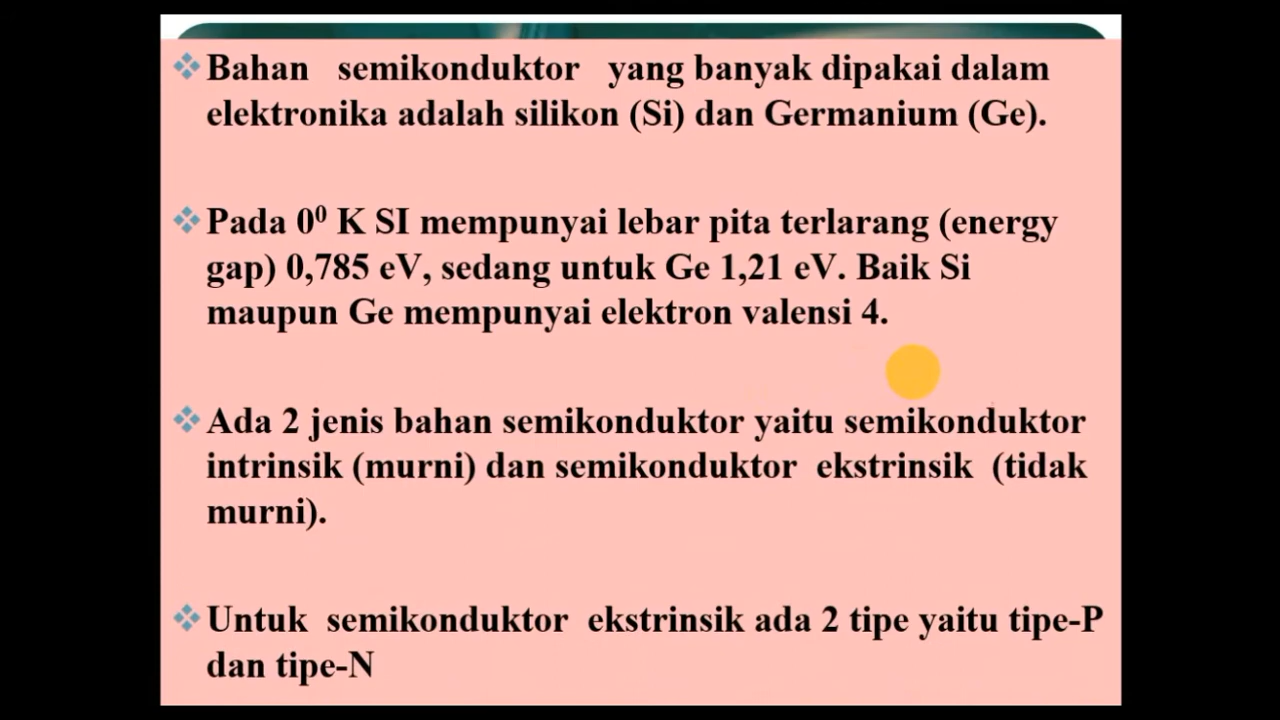 Bahan semikonduktor yang banyak dipakai dalam
elektronika adalah silikon (Si) dan Germanium (Ge).
Pada 0⁰ K SI mempunyai lebar pita terlarang (energy
gap) 0,785 eV, sedang untuk Ge 1,21 eV. Baik Si
maupun Ge mempunyai elektron valensi 4.
Ada 2 jenis bahan semikonduktor yaitu semikonduktor
intrinsik (murni) dan semikonduktor ekstrinsik (tidak
murni).
Untuk semikonduktor ekstrinsik ada 2 tipe yaitu tipe-P
dan tipe-N